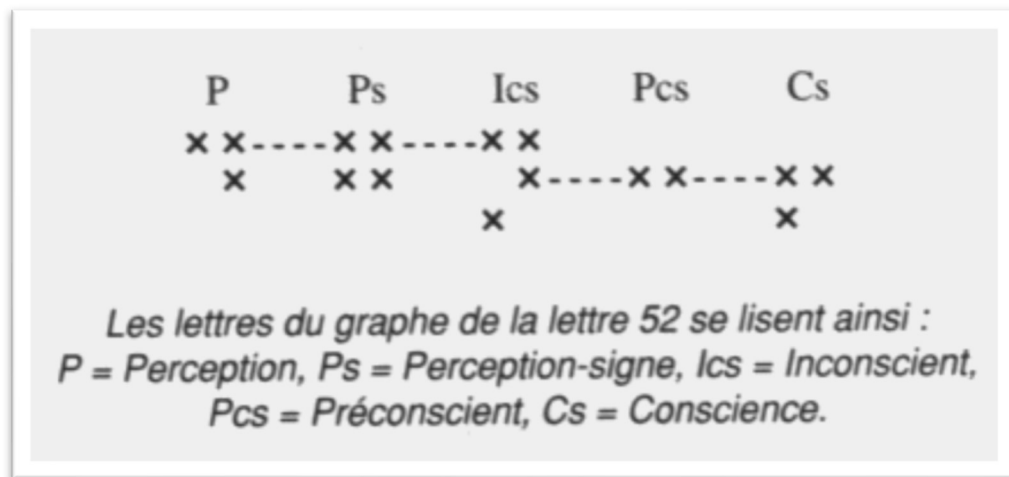 P Ps Ics Pcs Cs
× ×----× ×----× ×
× × × ×----× ×----× ×
× ×
Les lettres du graphe de la lettre 52 se lisent ainsi :
P = Perception, Ps = Perception-signe, Ics = Inconscient,
Pcs = Préconscient, Cs = Conscience.